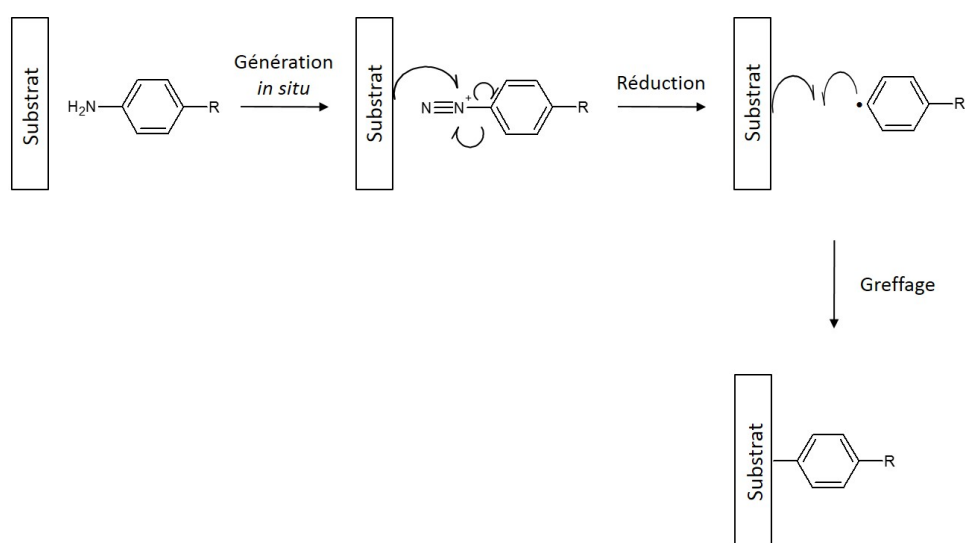 Substrat
H₂N
R
Génération
in situ
Substrat
N≡N⁺
R
Réduction
Substrat
R
Greffage
Substrat
R